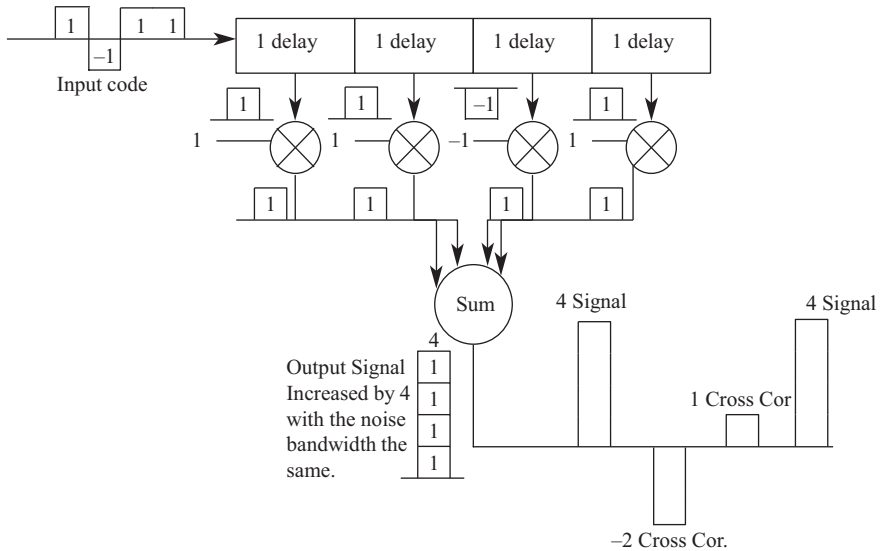 1
–1
1 1
Input code
1 delay 1 delay 1 delay 1 delay
1 1 –1 1
1 1 –1 1
1 1 1 1
Sum
4
1
1
1
1
Output Signal
Increased by 4
with the noise
bandwidth the
same.
4 Signal
–2 Cross Cor.
1 Cross Cor
4 Signal